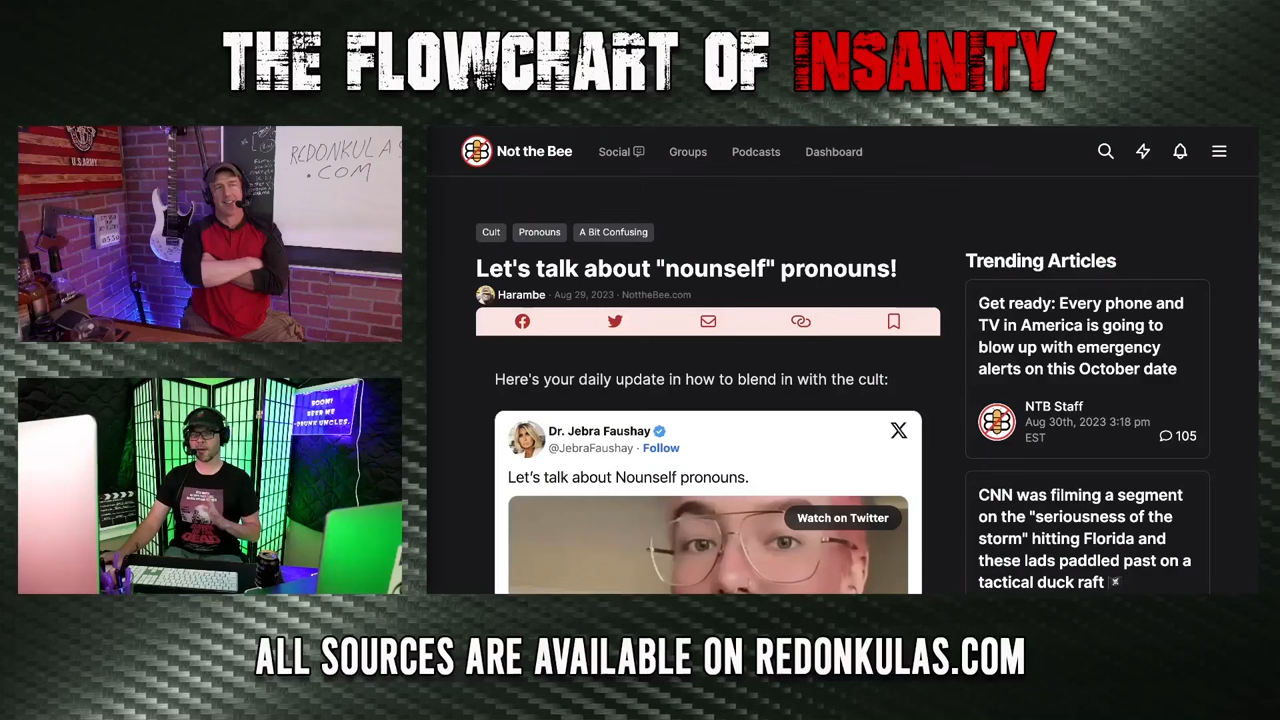 THE FLOWCHART OF INSANITY
U.S. ARMY
REDONKULAS
.COM
BOOM!
BEER ME
-DRUNK UNCLES.
Not the Bee
Social
Groups
Podcasts
Dashboard
Cult
Pronouns
A Bit Confusing
Let's talk about "nounself" pronouns!
Harambe · Aug 29, 2023 · NottheBee.com
Here's your daily update in how to blend in with the cult:
Dr. Jebra Faushay
@JebraFaushay · Follow
Let's talk about Nounself pronouns.
Watch on Twitter
Trending Articles
Get ready: Every phone and
TV in America is going to
blow up with emergency
alerts on this October date
NTB Staff
Aug 30th, 2023 3:18 pm
EST
105
CNN was filming a segment
on the "seriousness of the
storm" hitting Florida and
these lads paddled past on a
tactical duck raft
ALL SOURCES ARE AVAILABLE ON REDONKULAS.COM